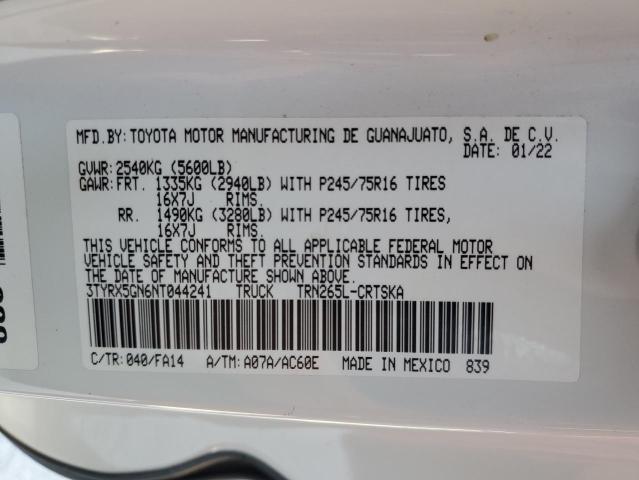 MFD.BY: TOYOTA MOTOR MANUFACTURING DE GUANAJUATO, S.A. DE C.V.
DATE: 01/22
GVWR: 2540KG (5600LB)
GAWR: FRT. 1335KG (2940LB) WITH P245/75R16 TIRES
16X7J RIMS.
RR. 1490KG (3280LB) WITH P245/75R16 TIRES,
16X7J RIMS.
THIS VEHICLE CONFORMS TO ALL APPLICABLE FEDERAL MOTOR
VEHICLE SAFETY AND THEFT PREVENTION STANDARDS IN EFFECT ON
THE DATE OF MANUFACTURE SHOWN ABOVE.
3TYRX5GN6NT044241 TRUCK TRN265L-CRTSKA
C/TR: 040/FA14 A/TM: A07A/AC60E MADE IN MEXICO 839